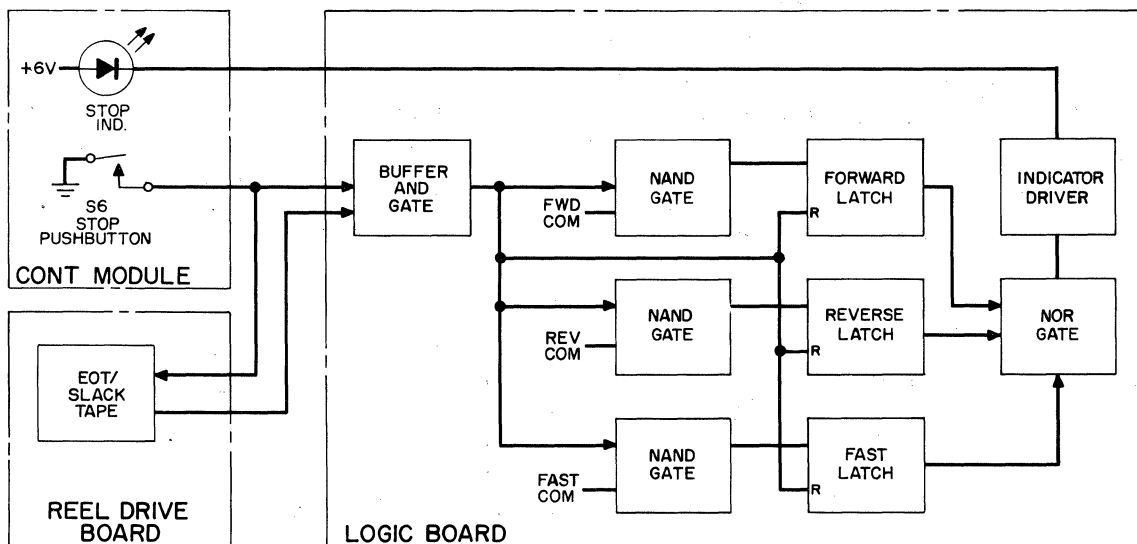 +6V
STOP
IND.
S6
STOP
PUSHBUTTON
CONT MODULE
EOT/
SLACK
TAPE
REEL DRIVE
BOARD
BUFFER
AND
GATE
FWD
COM
NAND
GATE
FORWARD
LATCH
R
INDICATOR
DRIVER
REV
COM
NAND
GATE
REVERSE
LATCH
R
NOR
GATE
FAST
COM
NAND
GATE
FAST
LATCH
R
LOGIC BOARD